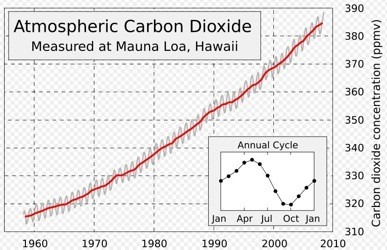 Atmospheric Carbon Dioxide
Measured at Mauna Loa, Hawaii
390
380
370
360
350
340
330
320
310
Carbon dioxide concentration (ppmv)
Annual Cycle
Jan Apr Jul Oct Jan
1960 1970 1980 1990 2000 2010